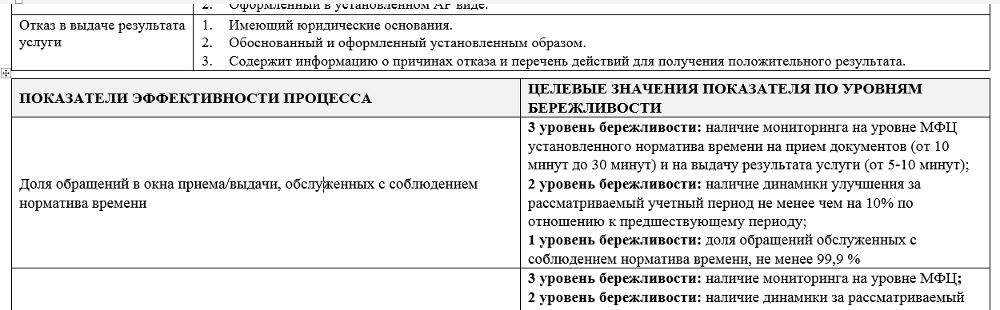 2. Оформленный в установленном АР виде.
Отказ в выдаче результата
услуги
1. Имеющий юридические основания.
2. Обоснованный и оформленный установленным образом.
3. Содержит информацию о причинах отказа и перечень действий для получения положительного результата.
ПОКАЗАТЕЛИ ЭФФЕКТИВНОСТИ ПРОЦЕССА
ЦЕЛЕВЫЕ ЗНАЧЕНИЯ ПОКАЗАТЕЛЯ ПО УРОВНЯМ
БЕРЕЖЛИВОСТИ
Доля обращений в окна приема/выдачи, обслуженных с соблюдением
норматива времени
3 уровень бережливости: наличие мониторинга на уровне МФЦ
установленного норматива времени на прием документов (от 10
минут до 30 минут) и на выдачу результата услуги (от 5-10 минут);
2 уровень бережливости: наличие динамики улучшения за
рассматриваемый учетный период не менее чем на 10% по
отношению к предшествующему периоду;
1 уровень бережливости: доля обращений обслуженных с
соблюдением норматива времени, не менее 99,9 %
3 уровень бережливости: наличие мониторинга на уровне МФЦ;
2 уровень бережливости: наличие динамики за рассматриваемый